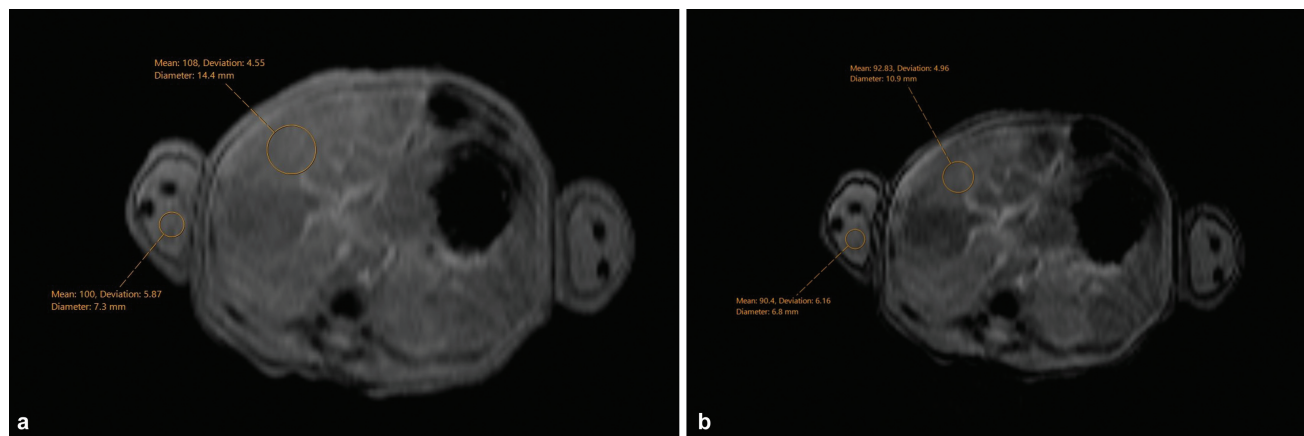 Mean: 108, Deviation: 4.55
Diameter: 14.4 mm
Mean: 100, Deviation: 5.87
Diameter: 7.3 mm
a
Mean: 92.83, Deviation: 4.96
Diameter: 10.9 mm
Mean: 90.4, Deviation: 6.16
Diameter: 6.8 mm
b